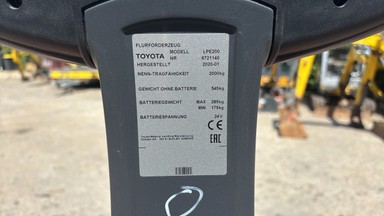 FLURFÖRDERZEUG
TOYOTA MODELL LPE200
NR 6721140
HERGESTELLT 2020-01
NENN-TRAGFÄHIGKEIT 2000kg
GEWICHT OHNE BATTERIE 545kg
BATTERIEGEWICHT MAX 285kg
MIN 175kg
BATTERIESPANNUNG 24V
CE EAC